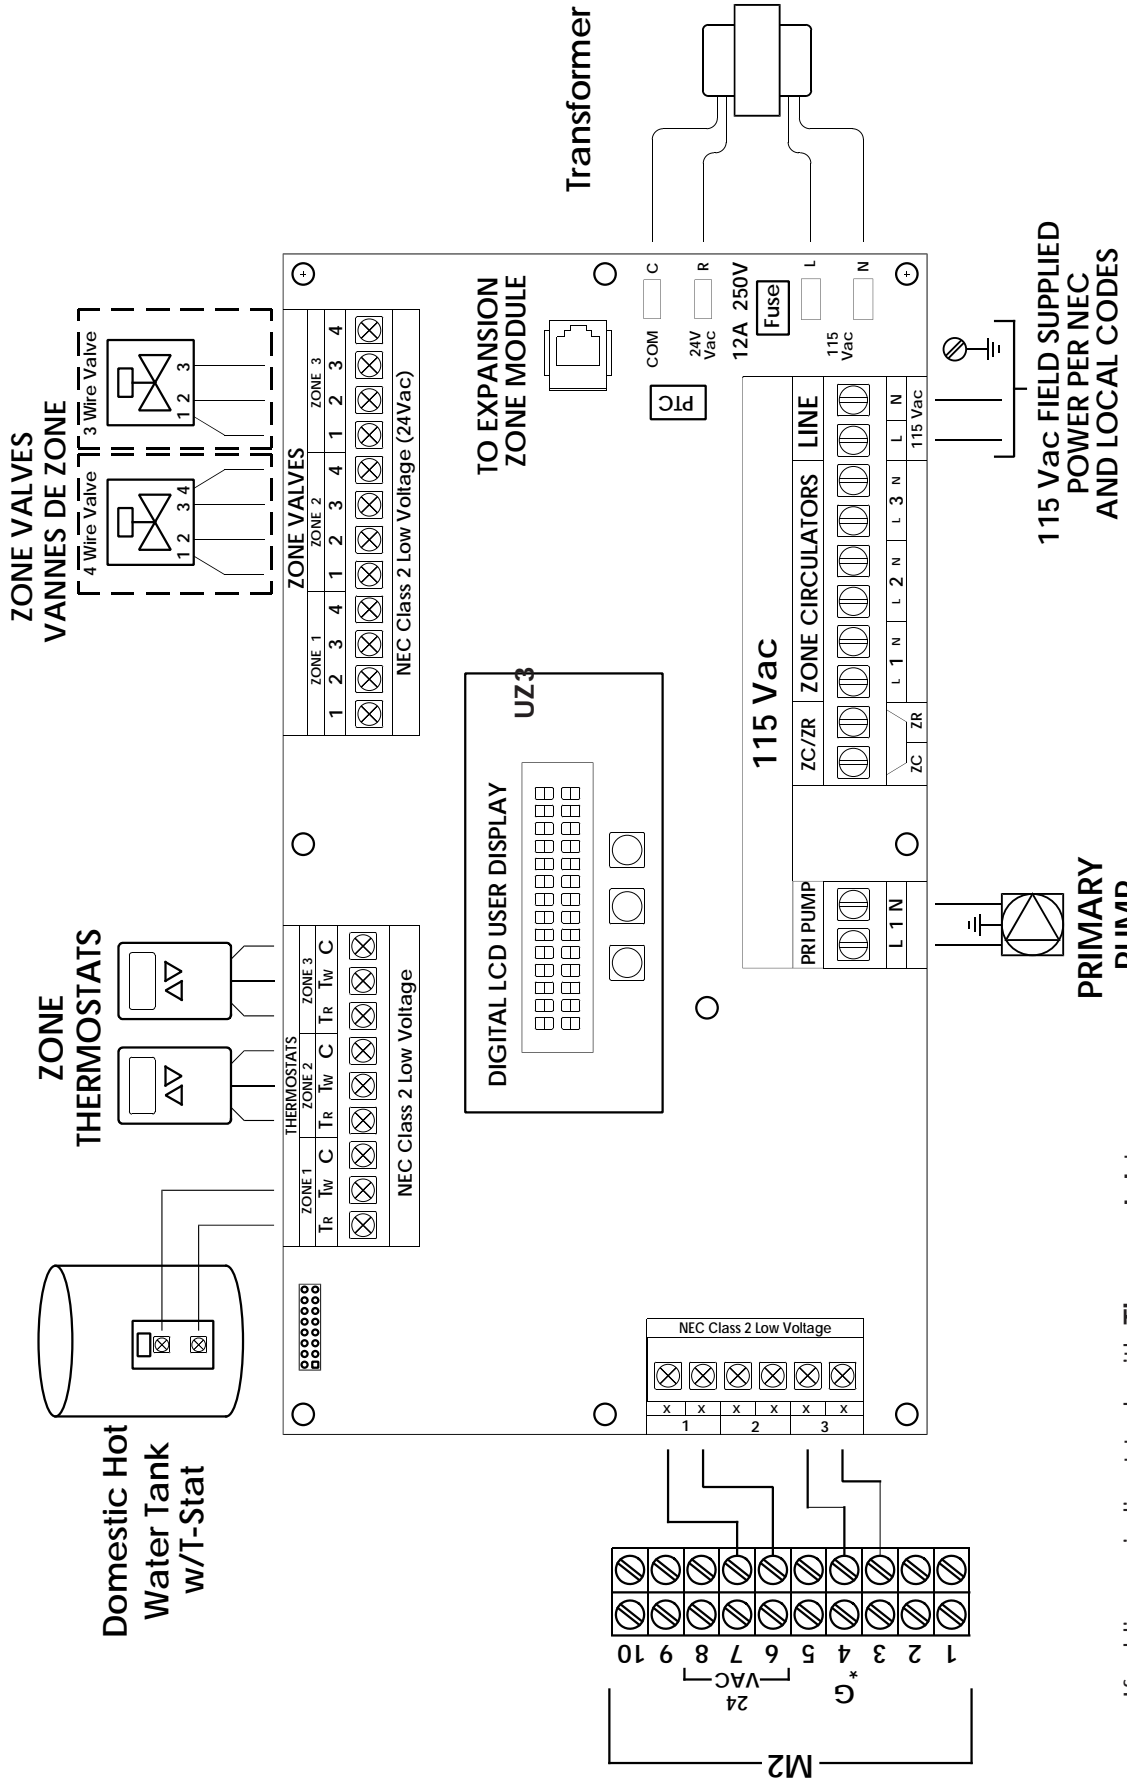 Transformer
ZONE VALVES
VANNES DE ZONE
4 Wire Valve
1 2 3 4
3 Wire Valve
1 2 3
ZONE
THERMOSTATS
Domestic Hot
Water Tank
w/T-Stat
THERMOSTATS
ZONE 1 ZONE 2 ZONE 3
TR TW C TR TW C TR TW C
NEC Class 2 Low Voltage
ZONE VALVES
ZONE 1 ZONE 2 ZONE 3
1 2 3 4 1 2 3 4 1 2 3 4
NEC Class 2 Low Voltage (24Vac)
TO EXPANSION
ZONE MODULE
UZ3
DIGITAL LCD USER DISPLAY
PTC
COM C
24V
Vac R
12A 250V
Fuse
115
Vac
L
N
115 Vac
PRI PUMP
L 1 N
ZC/ZR
ZC ZR
ZONE CIRCULATORS
L 1 N L 2 N L 3 N
LINE
L N
115 Vac
NEC Class 2 Low Voltage
x x x x x x
1 2 3
10 9 8 7 6 5 4 3 2 1
24
VAC
*G
M2
PRIMARY
115 Vac FIELD SUPPLIED
POWER PER NEC
AND LOCAL CODES